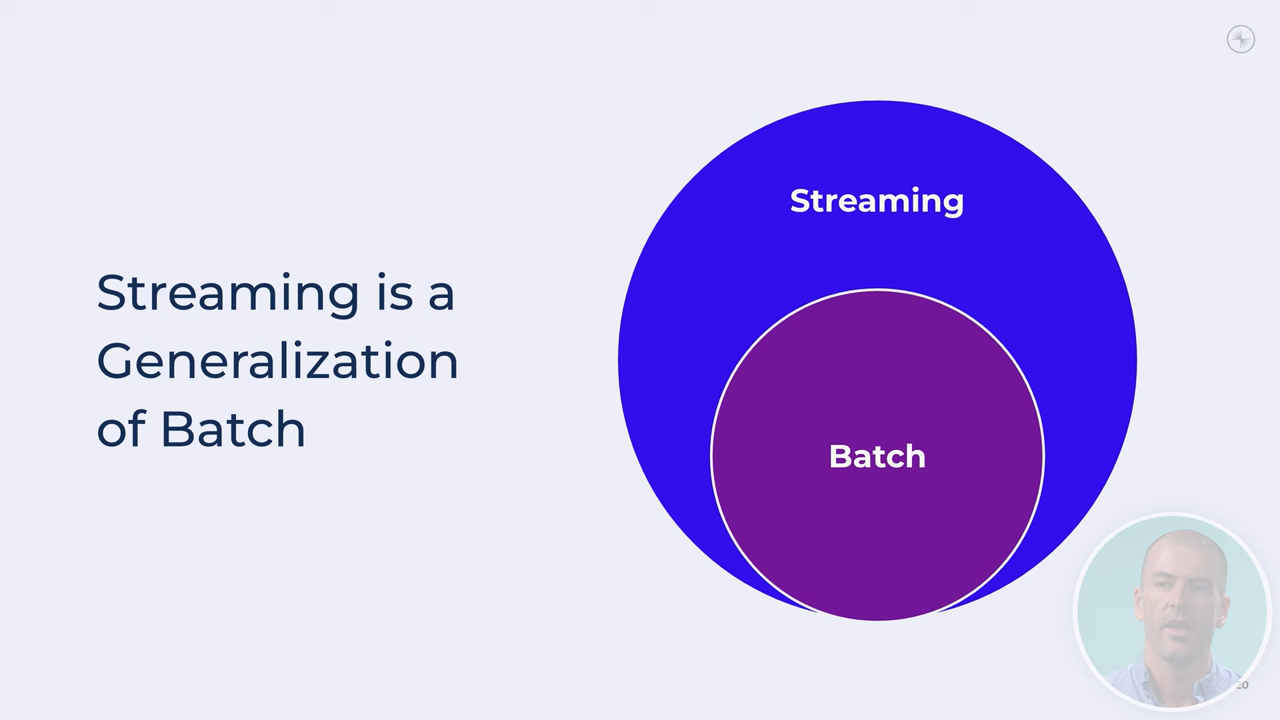 Streaming is a
Generalization
of Batch
Streaming
Batch